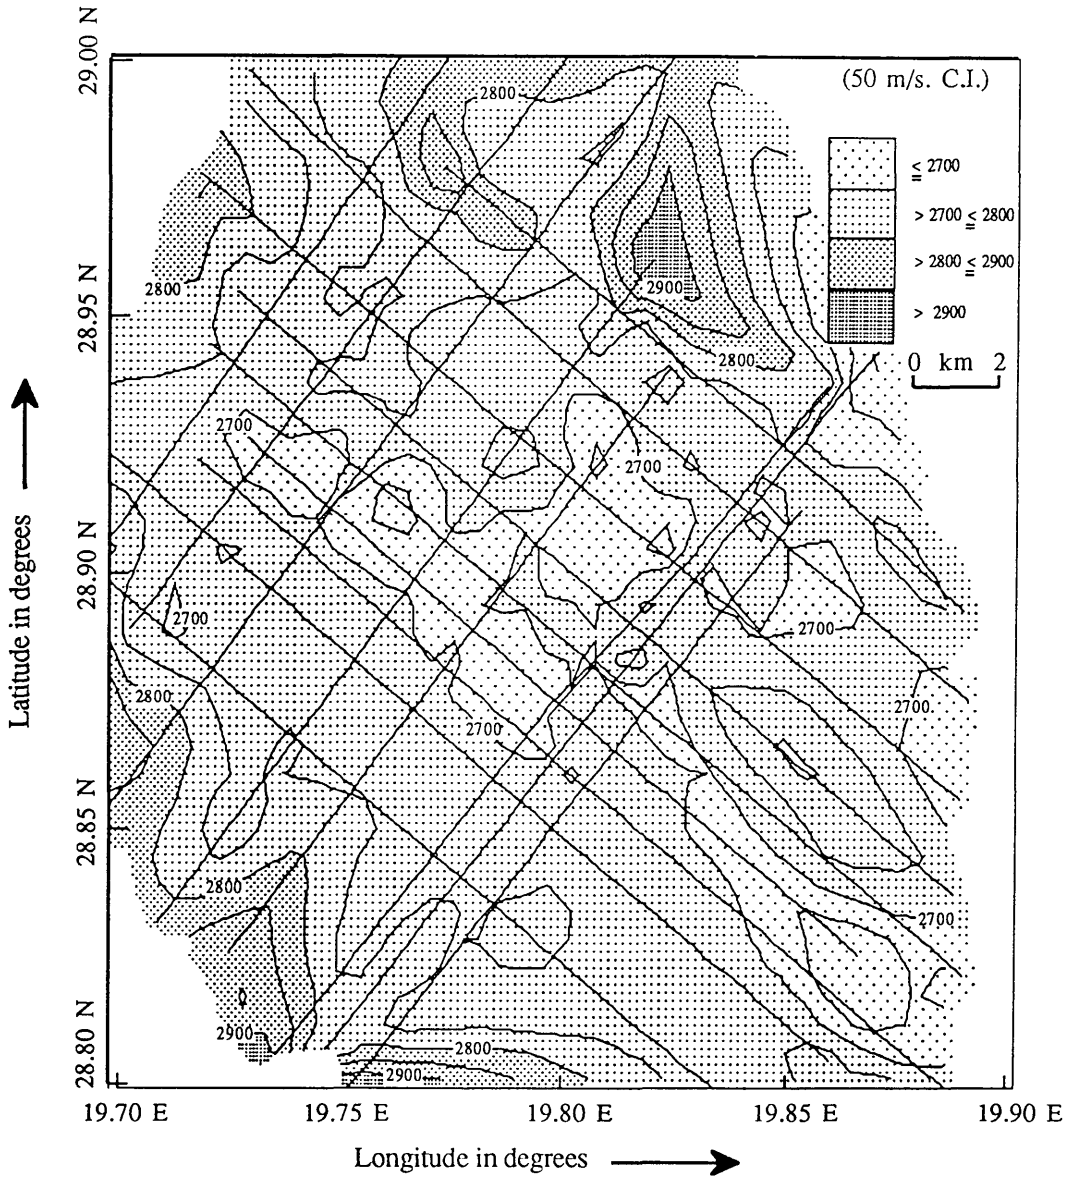 (50 m/s. C.I.)
≦ 2700
> 2700 ≦ 2800
> 2800 ≦ 2900
> 2900
0 km 2
29.00 N
28.95 N
28.90 N
28.85 N
28.80 N
Latitude in degrees
2800
2800
2900
2800
2700
2700
2700
2700
2800
2700
2700
2800
2700
2900
2800
2900
19.70 E
19.75 E
19.80 E
19.85 E
19.90 E
Longitude in degrees